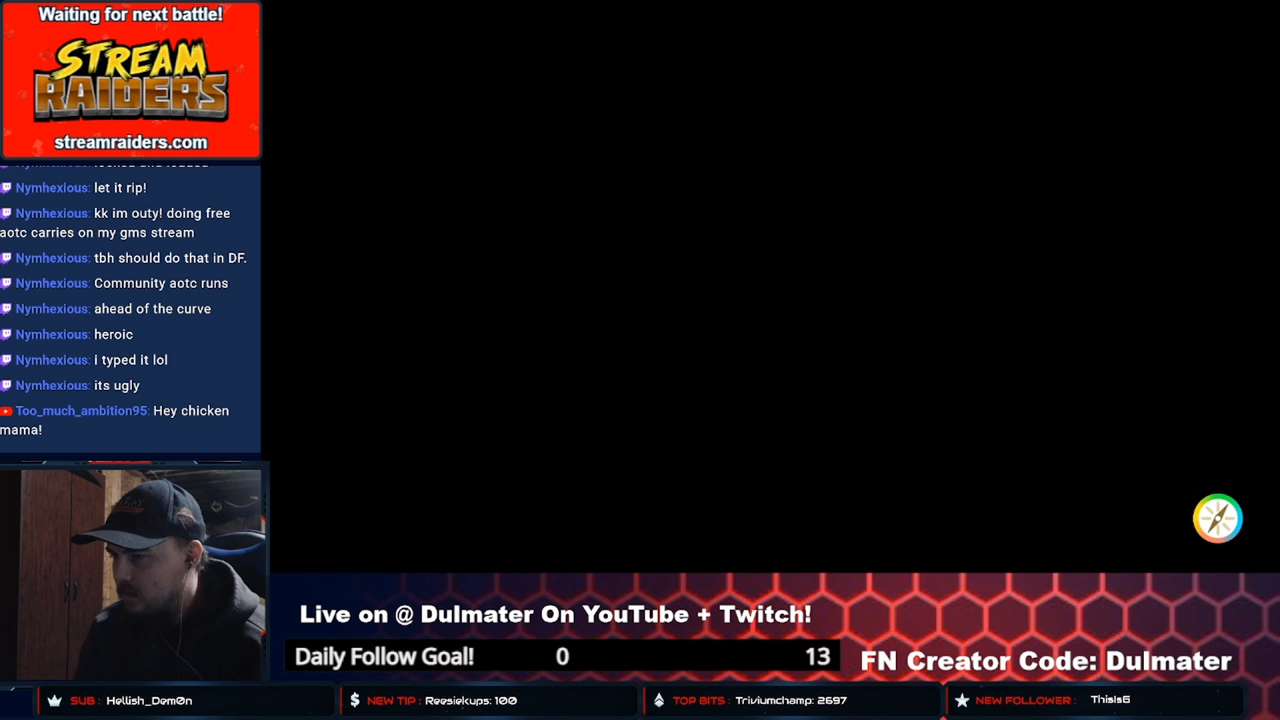 Waiting for next battle!
STREAM
RAIDERS
streamraiders.com
Nymhexious: let it rip!
Nymhexious: kk im outy! doing free
aotc carries on my gms stream
Nymhexious: tbh should do that in DF.
Nymhexious: Community aotc runs
Nymhexious: ahead of the curve
Nymhexious: heroic
Nymhexious: i typed it lol
Nymhexious: its ugly
Too_much_ambition95: Hey chicken
mama!
Live on @ Dulmater On YouTube + Twitch!
Daily Follow Goal! 0 13
FN Creator Code: Dulmater
SUB : Hellish_Dem0n
NEW TIP : Reesiekups: 100
TOP BITS : Triviumchamp: 2697
NEW FOLLOWER : ThisIs6